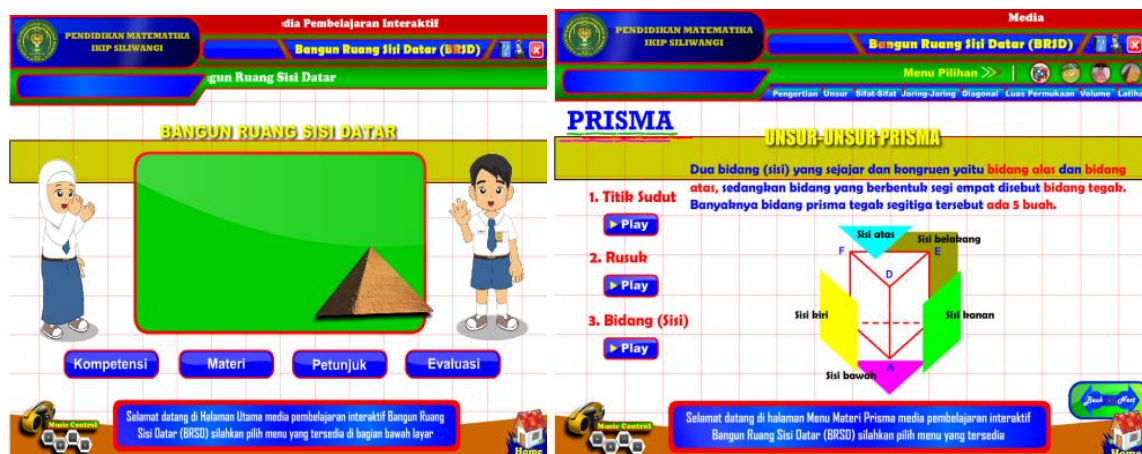 dia Pembelajaran Interaktif
PENDIDIKAN MATEMATIKA
IKIP SILIWANGI
Bangun Ruang Sisi Datar (BRSD)
gun Ruang Sisi Datar
BANGUN RUANG SISI DATAR
Kompetensi
Materi
Petunjuk
Evaluasi
Music Control
Selamat datang di Halaman Utama media pembelajaran interaktif Bangun Ruang
Sisi Datar (BRSD) silahkan pilih menu yang tersedia di bagian bawah layar
Home
Media
PENDIDIKAN MATEMATIKA
IKIP SILIWANGI
Bangun Ruang Sisi Datar (BRSD)
Menu Pilihan >>
Pengertian Unsur Sifat-Sifat Jaring-Jaring Diagonal Luas Permukaan Volume Latiha
PRISMA
UNSUR-UNSUR PRISMA
Dua bidang (sisi) yang sejajar dan kongruen yaitu bidang alas dan bidang
atas, sedangkan bidang yang berbentuk segi empat disebut bidang tegak.
Banyaknya bidang prisma tegak segitiga tersebut ada 5 buah.
1. Titik Sudut
Play
2. Rusuk
Play
3. Bidang (Sisi)
Play
Sisi atas
Sisi belakang
F
E
D
Sisi kiri
Sisi kanan
A
Sisi bawah
Back
Next
Music Control
Selamat datang di halaman Menu Materi Prisma media pembelajaran interaktif
Bangun Ruang Sisi Datar (BRSD) silahkan pilih menu yang tersedia
Home